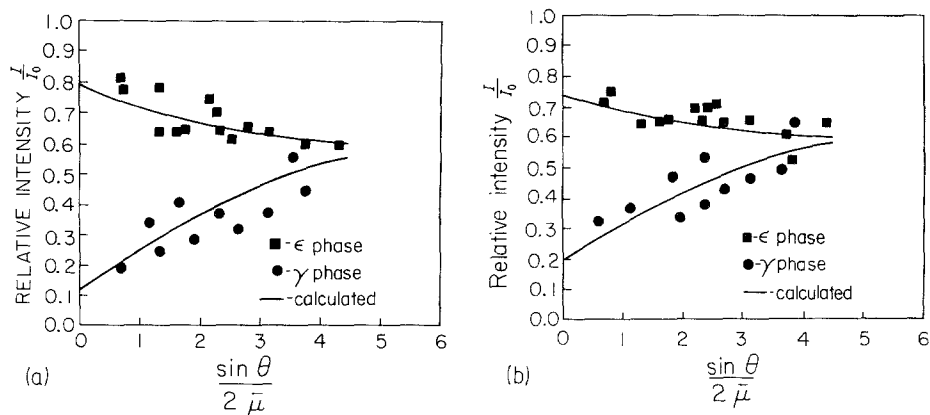 1.0
0.9
0.8
0.7
0.6
0.5
0.4
0.3
0.2
0.1
0.0
RELATIVE INTENSITY I/I₀
0 1 2 3 4 5 6
sin θ
2 μ̄
-ϵ phase
-γ phase
-calculated
(a)
1.0
0.9
0.8
0.7
0.6
0.5
0.4
0.3
0.2
0.1
0.0
Relative intensity I/I₀
0 1 2 3 4 5 6
sin θ
2 μ̄
-ϵ phase
-γ phase
-calculated
(b)